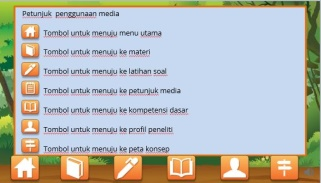 Petunjuk penggunaan media
Tombol untuk menuju menu utama
Tombol untuk menuju ke materi
Tombol untuk menuju ke latihan soal
Tombol untuk menuju ke petunjuk media
Tombol untuk menuju ke kompetensi dasar
Tombol untuk menuju ke profil peneliti
Tombol untuk menuju ke peta konsep